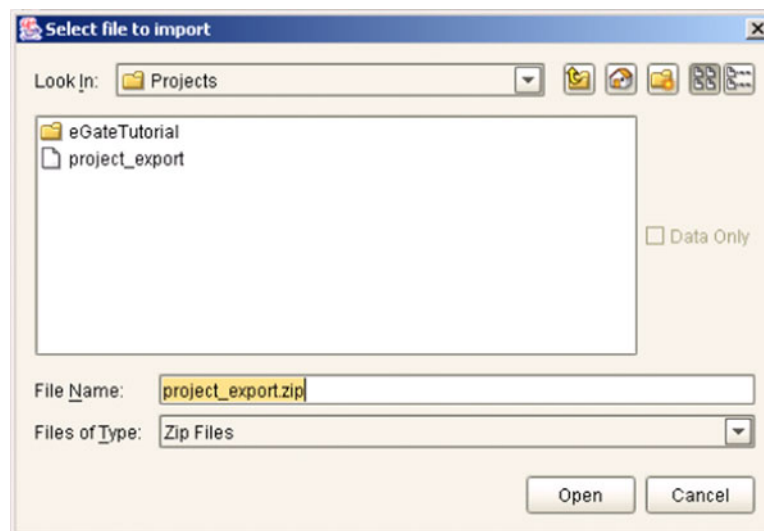 Select file to import
Look In: Projects
eGateTutorial
project_export
Data Only
File Name: project_export.zip
Files of Type: Zip Files
Open Cancel